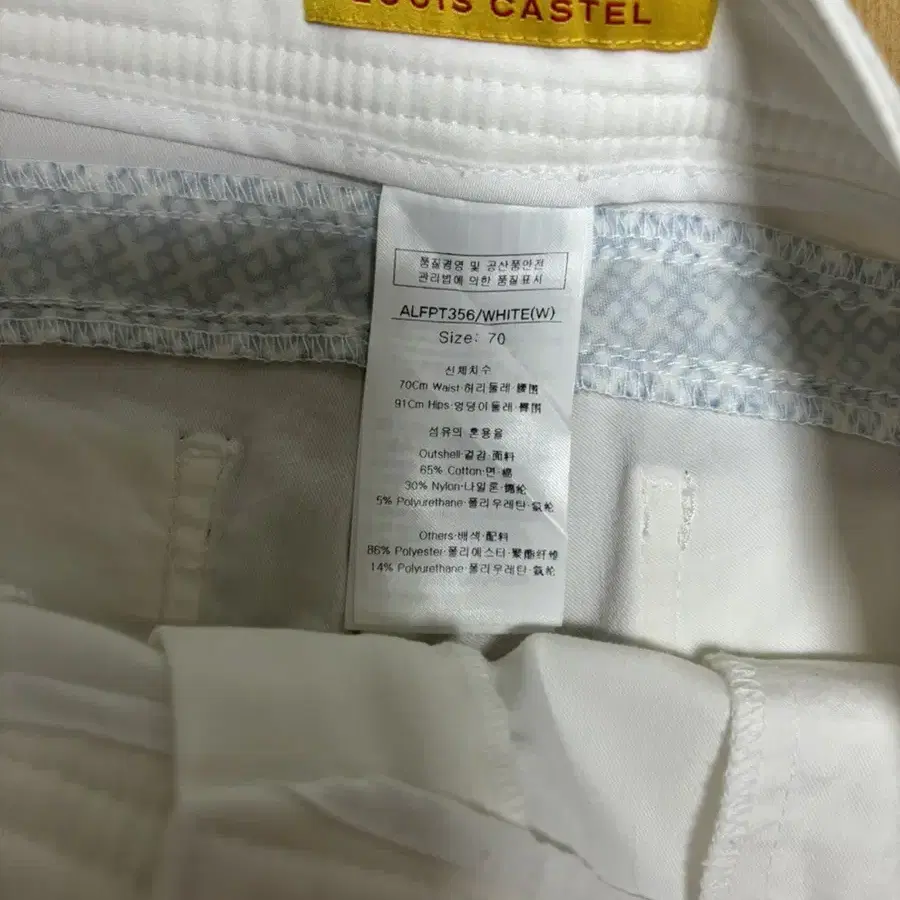 LOUIS CASTEL
품질경영 및 공산품안전
관리법에 의한 품질표시
ALFPT356/WHITE(W)
Size: 70
신체치수
70Cm Waist·허리둘레·腰围
91Cm Hips·엉덩이둘레·臀围
섬유의 혼용율
Outshell·겉감·面料
65% Cotton·면·棉
30% Nylon·나일론·锦纶
5% Polyurethane·폴리우레탄·氨纶
Others·배색·配料
86% Polyester·폴리에스터·聚酯纤维
14% Polyurethane·폴리우레탄·氨纶